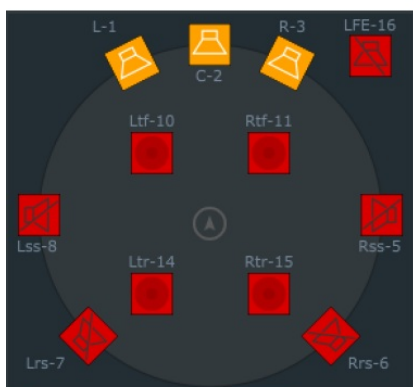 L-1
R-3
LFE-16
C-2
Ltf-10
Rtf-11
Lss-8
Rss-5
Ltr-14
Rtr-15
Lrs-7
Rrs-6